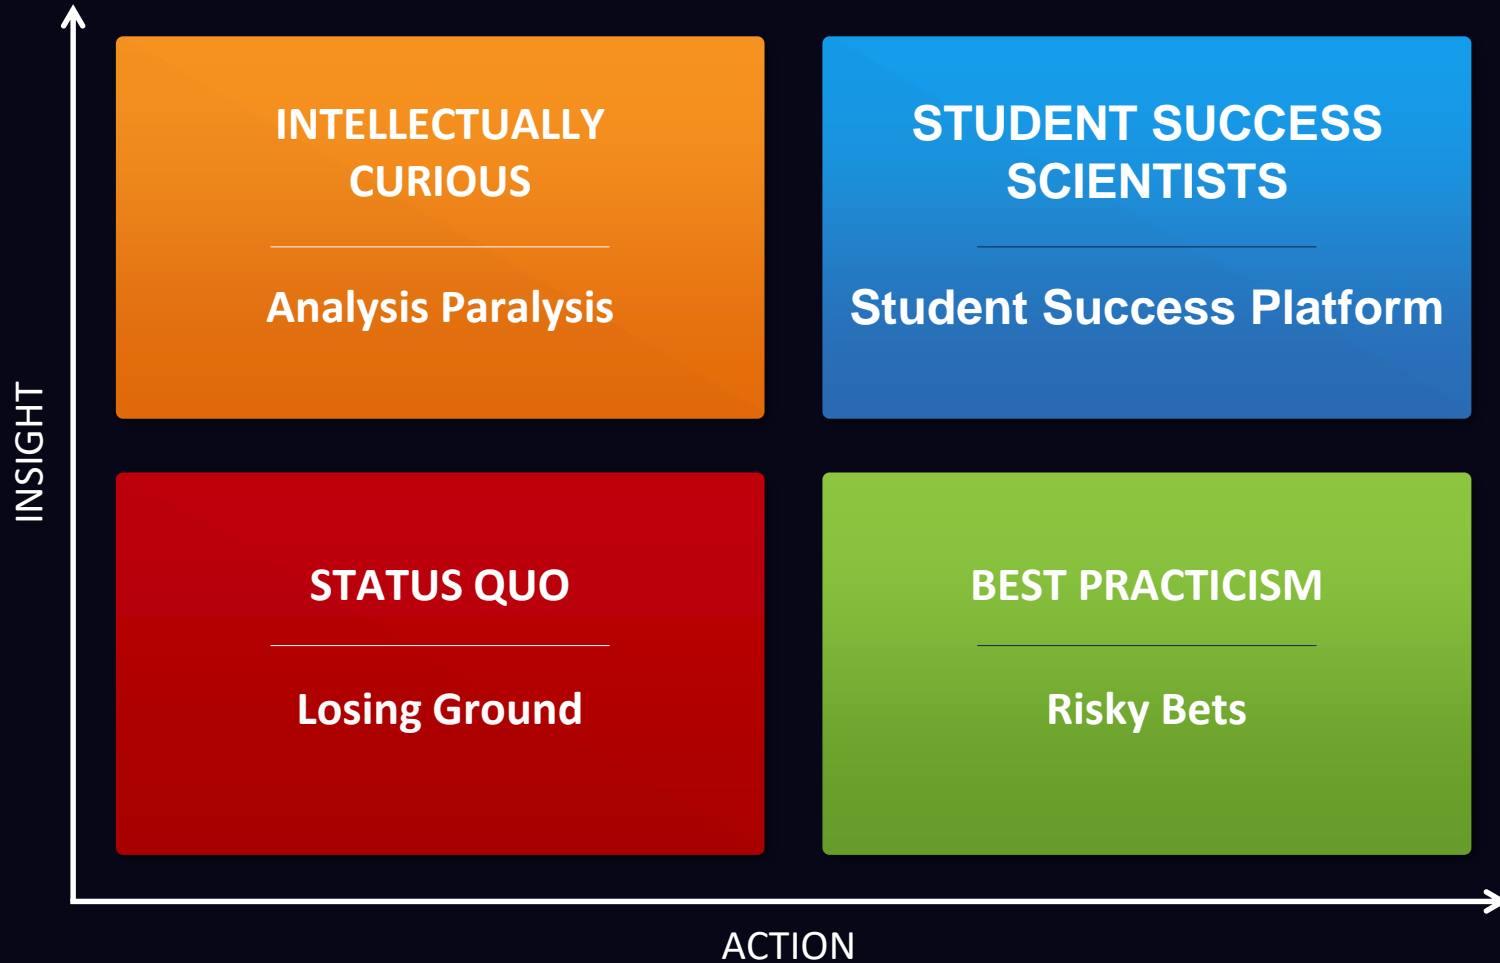 INTELLECTUALLY
CURIOUS
Analysis Paralysis
STUDENT SUCCESS
SCIENTISTS
Student Success Platform
INSIGHT
STATUS QUO
Losing Ground
BEST PRACTICISM
Risky Bets
ACTION